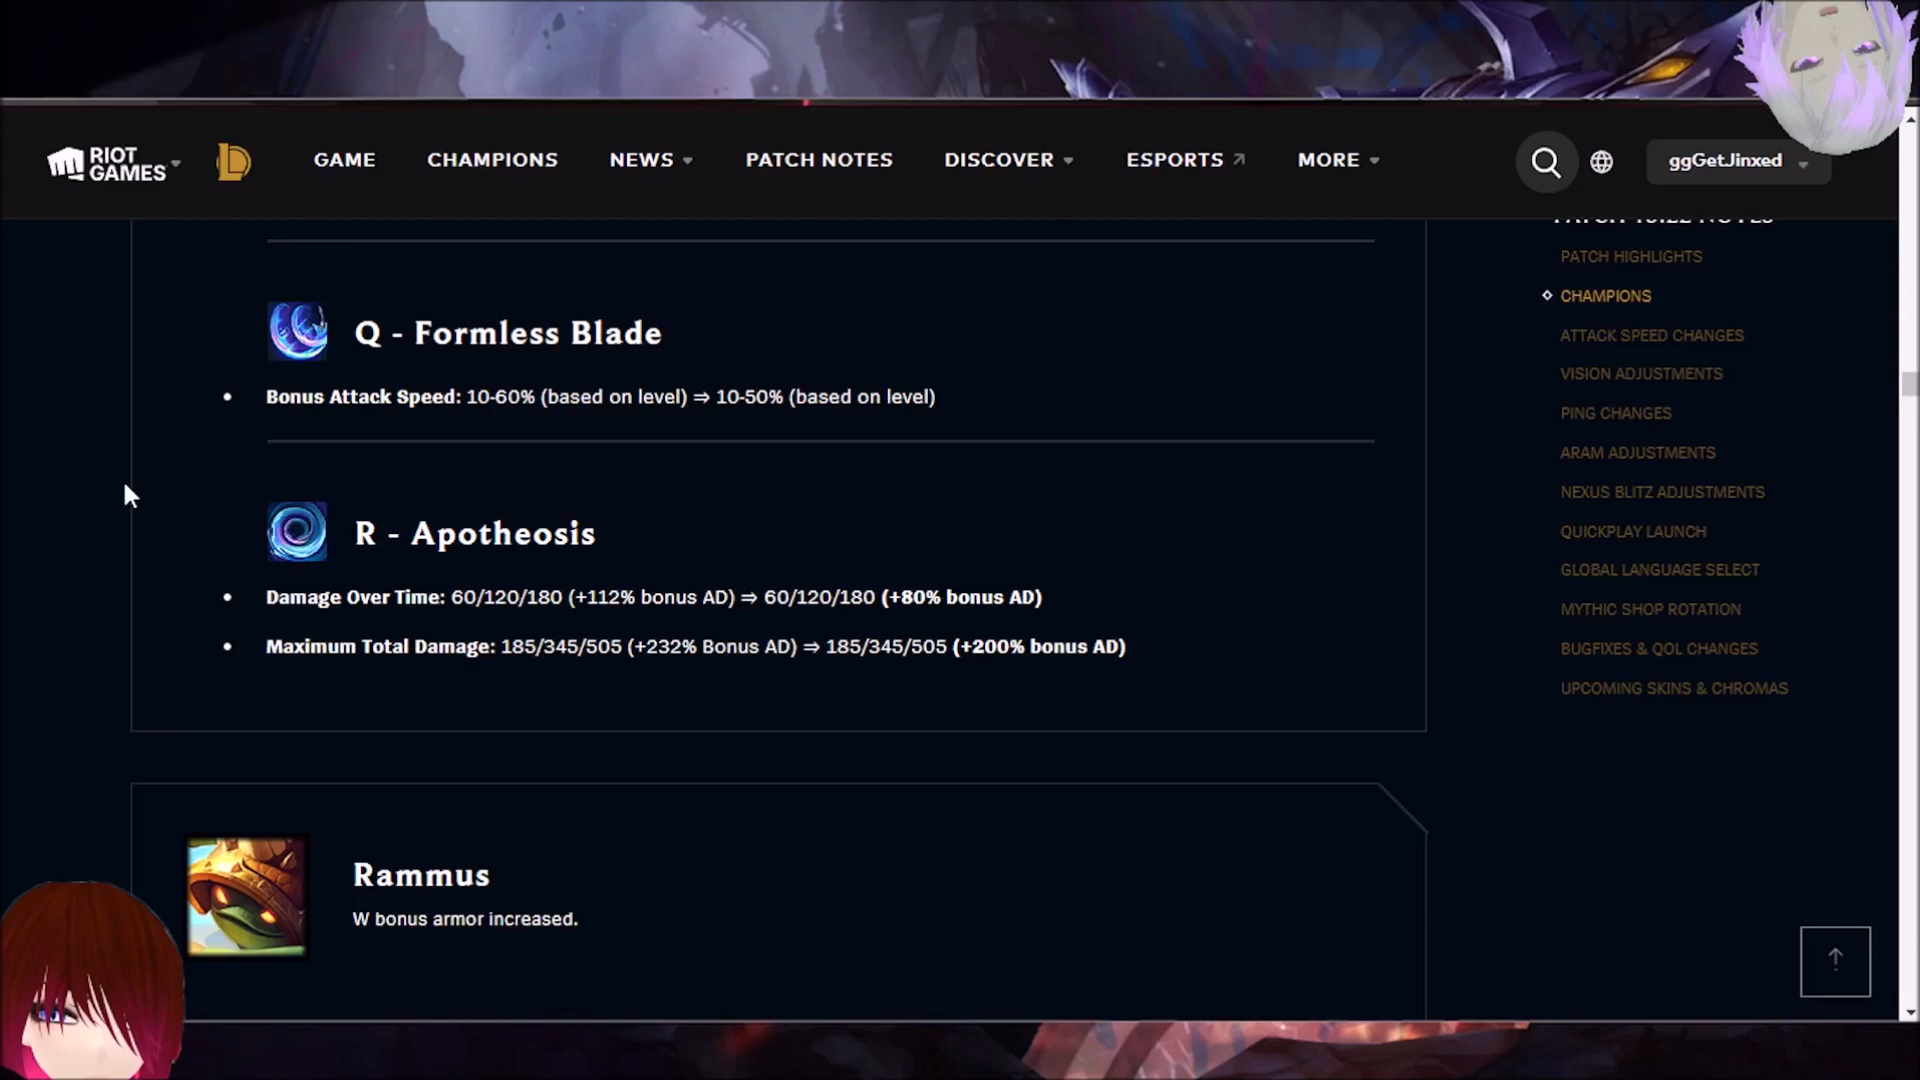 RIOT GAMES
GAME
CHAMPIONS
NEWS
PATCH NOTES
DISCOVER
ESPORTS
MORE
ggGetJinxed
PATCH HIGHLIGHTS
CHAMPIONS
ATTACK SPEED CHANGES
VISION ADJUSTMENTS
PING CHANGES
ARAM ADJUSTMENTS
NEXUS BLITZ ADJUSTMENTS
QUICKPLAY LAUNCH
GLOBAL LANGUAGE SELECT
MYTHIC SHOP ROTATION
BUGFIXES & QOL CHANGES
UPCOMING SKINS & CHROMAS
Q - Formless Blade
• Bonus Attack Speed: 10-60% (based on level) ⇒ 10-50% (based on level)
R - Apotheosis
• Damage Over Time: 60/120/180 (+112% bonus AD) ⇒ 60/120/180 (+80% bonus AD)
• Maximum Total Damage: 185/345/505 (+232% Bonus AD) ⇒ 185/345/505 (+200% bonus AD)
Rammus
W bonus armor increased.